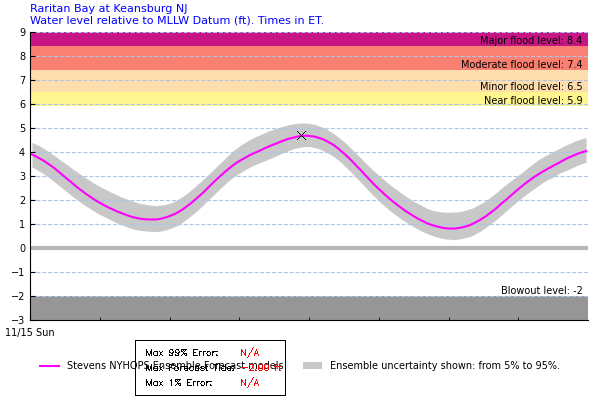 Raritan Bay at Keansburg NJ
Water level relative to MLLW Datum (ft). Times in ET.
9
Major flood level: 8.4
8
Moderate flood level: 7.4
7
Minor flood level: 6.5
Near flood level: 5.9
6
5
4
3
2
1
0
−1
Blowout level: -2
−2
−3
11/15 Sun
Max 99% Error: N/A
Stevens NYHOPS Ensemble Forecast models
Ensemble uncertainty shown: from 5% to 95%.
Max Forecast Tide:
Max 1% Error: N/A